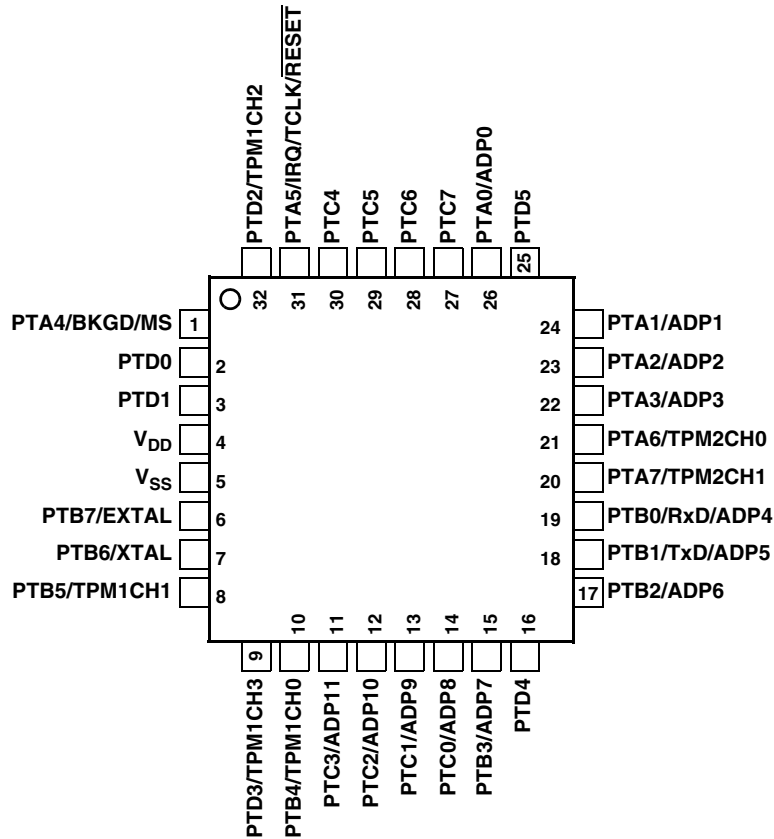 PTD2/TPM1CH2
PTA5/IRQ/TCLK/RESET
PTC4
PTC5
PTC6
PTC7
PTA0/ADP0
PTD5
32
31
30
29
28
27
26
25
PTA4/BKGD/MS 1
PTD0 2
PTD1 3
VDD 4
VSS 5
PTB7/EXTAL 6
PTB6/XTAL 7
PTB5/TPM1CH1 8
24 PTA1/ADP1
23 PTA2/ADP2
22 PTA3/ADP3
21 PTA6/TPM2CH0
20 PTA7/TPM2CH1
19 PTB0/RxD/ADP4
18 PTB1/TxD/ADP5
17 PTB2/ADP6
9
10
11
12
13
14
15
16
PTD3/TPM1CH3
PTB4/TPM1CH0
PTC3/ADP11
PTC2/ADP10
PTC1/ADP9
PTC0/ADP8
PTB3/ADP7
PTD4